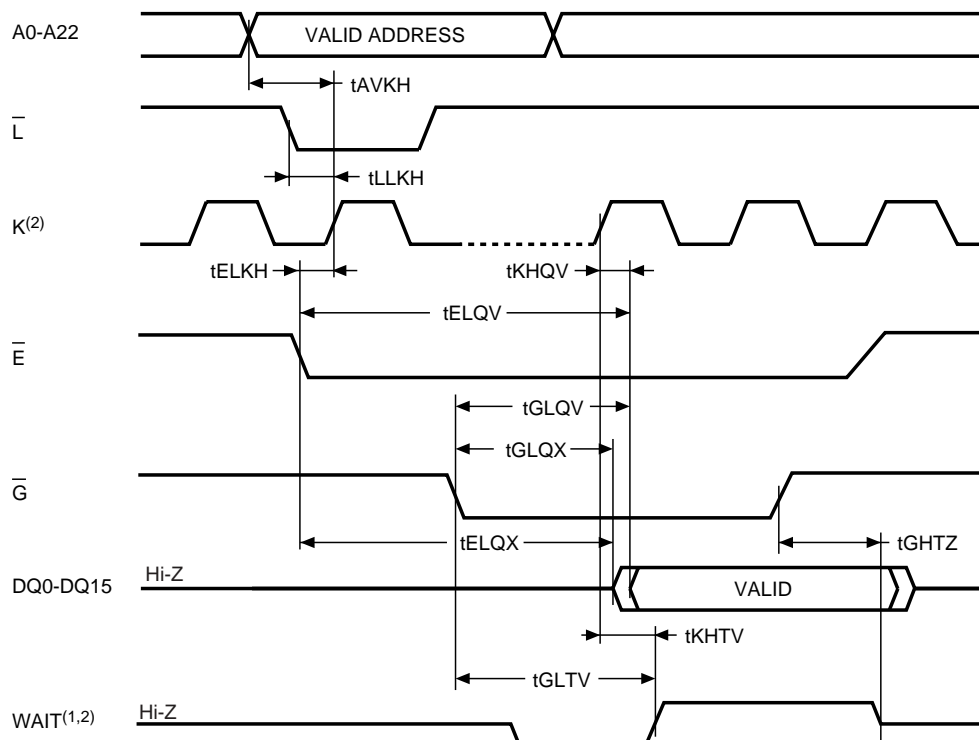 A0-A22
VALID ADDRESS
tAVKH
L̅
tLLKH
K(2)
tELKH
tKHQV
tELQV
E̅
tGLQV
tGLQX
G̅
tELQX
tGHTZ
DQ0-DQ15
Hi-Z
VALID
tKHTV
tGLTV
WAIT(1,2)
Hi-Z